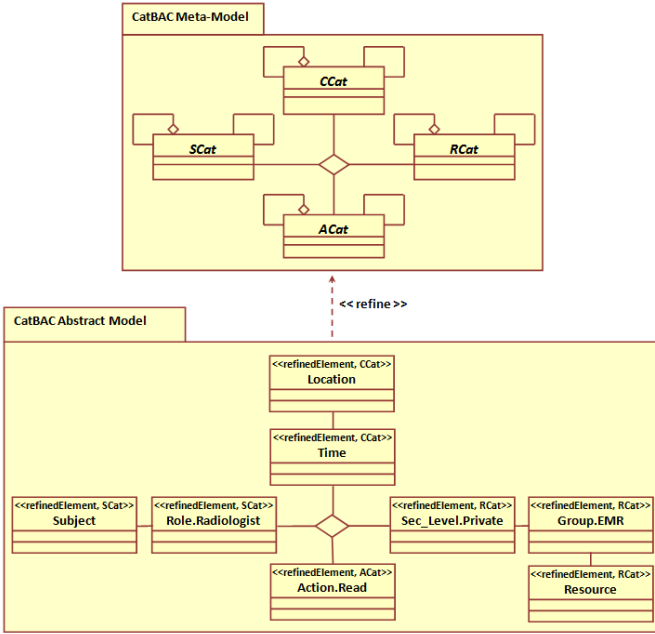 CatBAC Meta-Model
CCat
SCat
RCat
ACat
<< refine >>
CatBAC Abstract Model
<<refinedElement, CCat>>
Location
<<refinedElement, CCat>>
Time
<<refinedElement, SCat>>
Subject
<<refinedElement, SCat>>
Role.Radiologist
<<refinedElement, RCat>>
Sec_Level.Private
<<refinedElement, RCat>>
Group.EMR
<<refinedElement, ACat>>
Action.Read
<<refinedElement, RCat>>
Resource